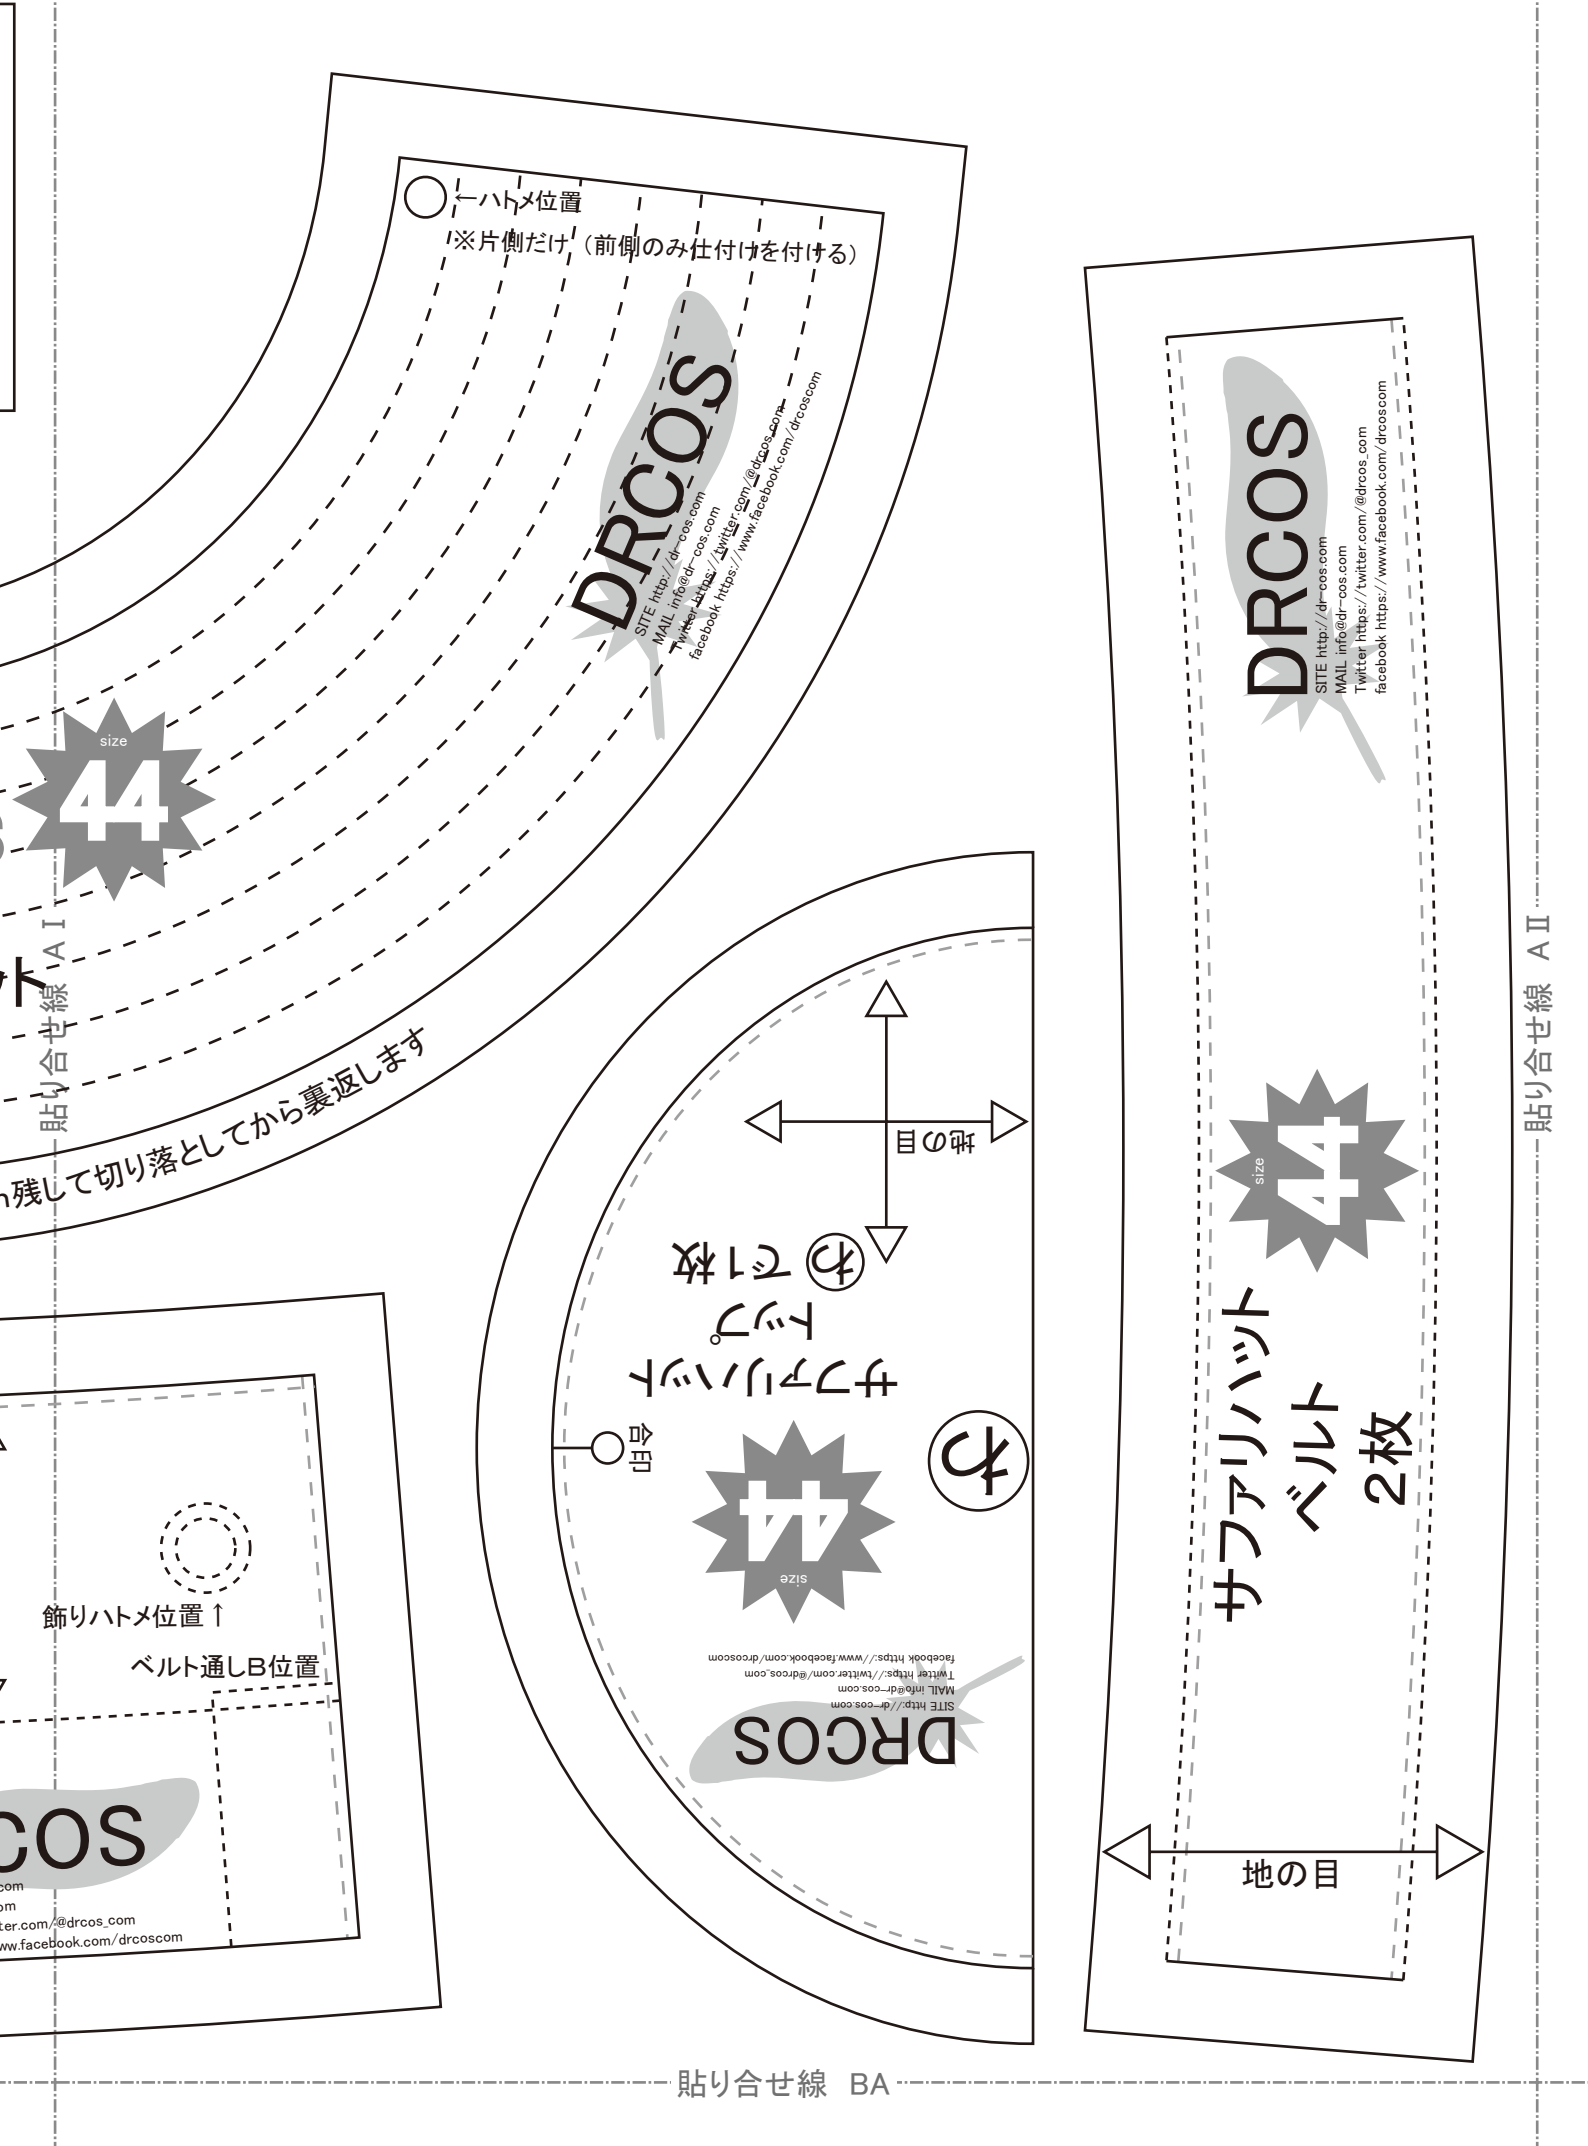 ←ハトメ位置
※片側だけ（前側のみ仕付けを付ける）
DRCOS
SITE http://dr-cos.com
MAIL info@dr-cos.com
Twitter https://twitter.com/@drcos_com
facebook https://www.facebook.com/drcoscom
size
44
ット
残して切り落としてから裏返します
貼り合せ線 AⅠ
DRCOS
SITE http://dr-cos.com
MAIL info@dr-cos.com
Twitter https://twitter.com/@drcos_com
facebook https://www.facebook.com/drcoscom
size
44
サファリハット
ベルト
2枚
地の目
貼り合せ線 AⅡ
DRCOS
SITE http://dr-cos.com
MAIL info@dr-cos.com
Twitter https://twitter.com/@drcos_com
facebook https://www.facebook.com/drcoscom
size
44
わ
合印
サファリハット
トップ
わ で1枚
地の目
飾りハトメ位置↑
ベルト通しB位置
COS
com
om
ter.com/@drcos_com
ww.facebook.com/drcoscom
貼り合せ線 BA